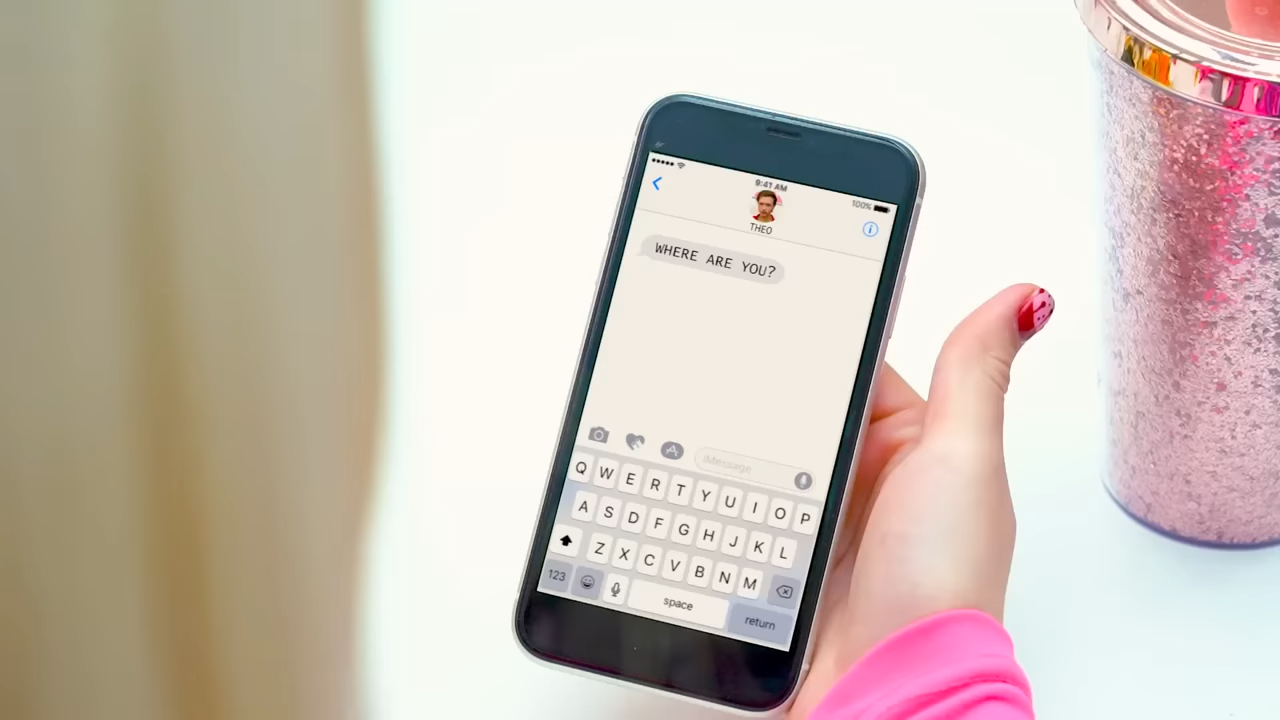 9:41 AM
100%
THEO
WHERE ARE YOU?
iMessage
Q W E R T Y U I O P
A S D F G H J K L
Z X C V B N M
123 space return